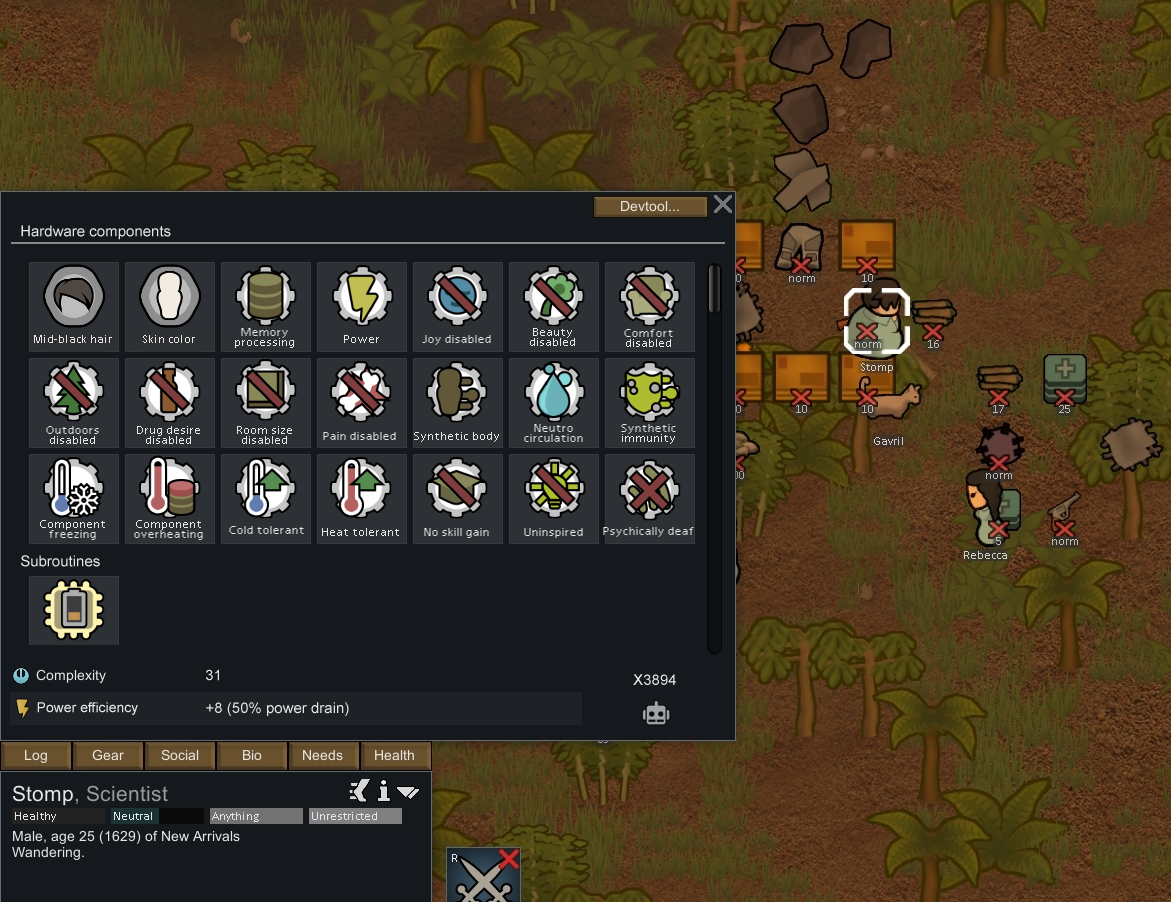 Devtool...
Hardware components
Mid-black hair
Skin color
Memory
processing
Power
Joy disabled
Beauty
disabled
Comfort
disabled
Outdoors
disabled
Drug desire
disabled
Room size
disabled
Pain disabled
Synthetic body
Neutro
circulation
Synthetic
immunity
Component
freezing
Component
overheating
Cold tolerant
Heat tolerant
No skill gain
Uninspired
Psychically deaf
Subroutines
Complexity 31
Power efficiency +8 (50% power drain)
X3894
Log Gear Social Bio Needs Health
Stomp, Scientist
Healthy Neutral Anything Unrestricted
Male, age 25 (1629) of New Arrivals
Wandering.
R
norm
10
norm
16
Stomp
10
10
17
25
Gavril
norm
5
norm
Rebecca